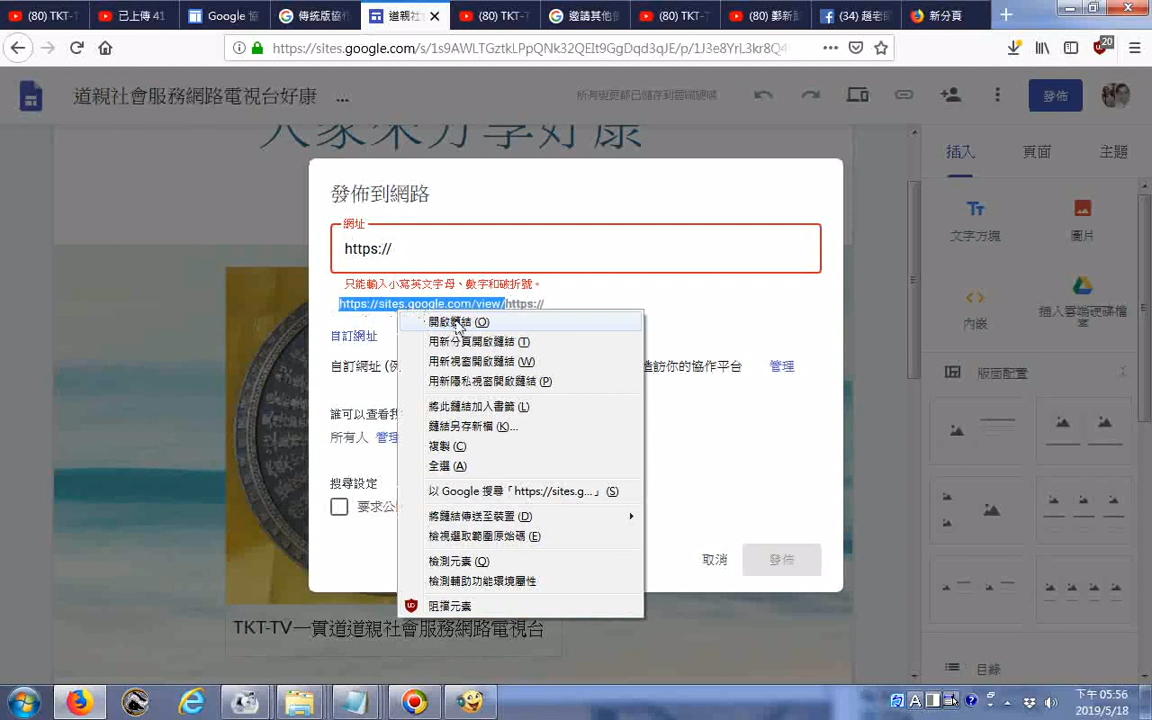 (80) TKT-
已上傳 41
Google 協
傳統版協作
道親社
(80) TKT-
邀請其他使
(80) TKT-
(80) 鄭新
(34) 趙老師
新分頁
https://sites.google.com/s/1s9AWLTGztkLPpQNk32QEIt9GgDqd3qJE/p/1J3e8YrL3kr8Q4
20
道親社會服務網路電視台好康 ...
所有變更都已儲存到雲端硬碟
發佈
大家來分享好康
插入
頁面
主題
發佈到網路
網址
https://
只能輸入小寫英文字母、數字和破折號。
https://sites.google.com/view/https://
自訂網址
自訂網址 (例
造訪你的協作平台
管理
誰可以查看我
所有人 管理
搜尋設定
要求公
取消
發佈
開啟鏈結 (O)
用新分頁開啟鏈結 (T)
用新視窗開啟鏈結 (W)
用新隱私視窗開啟鏈結 (P)
將此鏈結加入書籤 (L)
鏈結另存新檔 (K)...
複製 (C)
全選 (A)
以 Google 搜尋「https://sites.g...」 (S)
將鏈結傳送至裝置 (D)
檢視選取範圍原始碼 (E)
檢測元素 (Q)
檢測輔助功能環境屬性
阻擋元素
Tт
文字方塊
圖片
內嵌
插入雲端硬碟檔案
版面配置
目錄
TKT-TV一貫道道親社會服務網路電視台
下午 05:56
2019/5/18